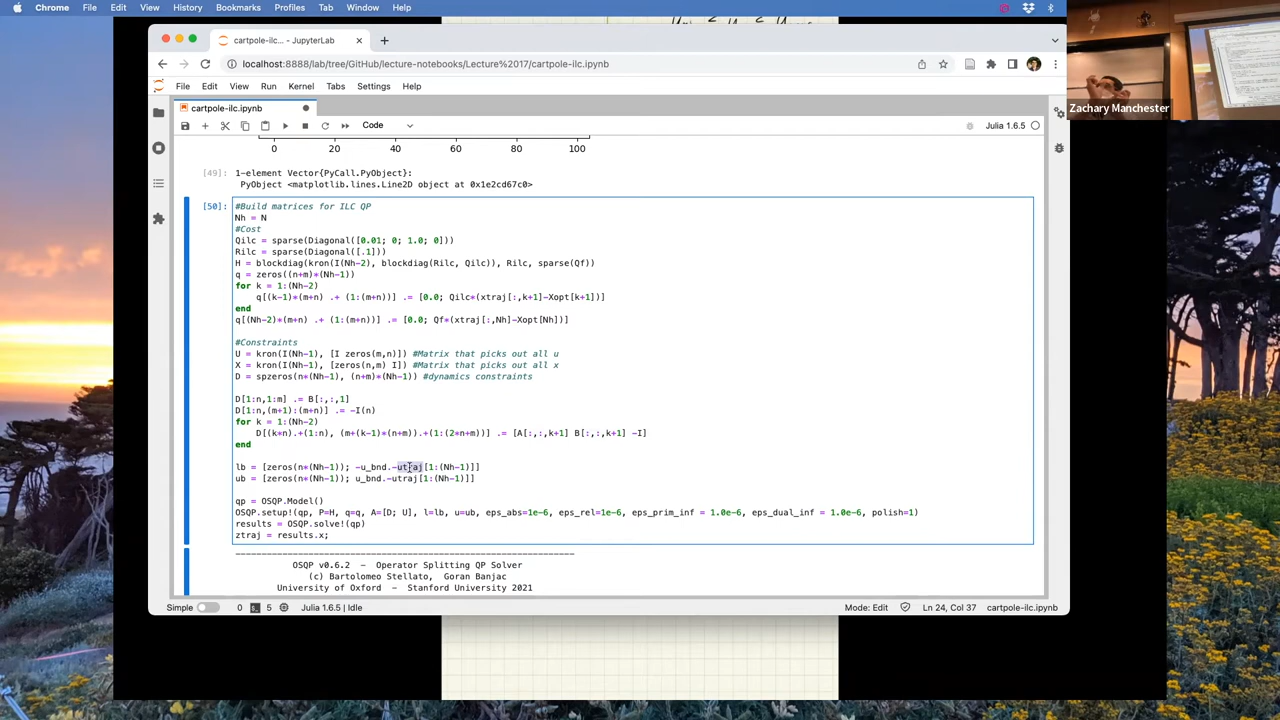 Chrome File Edit View History Bookmarks Profiles Tab Window Help
cartpole-ilc... - JupyterLab
localhost:8888/lab/tree/GitHub/lecture-notebooks/Lecture%2017/cartpole-ilc.ipynb
Zachary Manchester
File Edit View Run Kernel Tabs Settings Help
cartpole-ilc.ipynb
Code
Julia 1.6.5
0 20 40 60 80 100
[49]: 1-element Vector{PyCall.PyObject}:
PyObject <matplotlib.lines.Line2D object at 0x1e2cd67c0>
[50]: #Build matrices for ILC QP
Nh = N
#Cost
Qilc = sparse(Diagonal([0.01; 0; 1.0; 0]))
Rilc = sparse(Diagonal([.1]))
H = blockdiag(kron(I(Nh-2), blockdiag(Rilc, Qilc)), Rilc, sparse(Qf))
q = zeros((n+m)*(Nh-1))
for k = 1:(Nh-2)
q[(k-1)*(m+n) .+ (1:(m+n))] .= [0.0; Qilc*(xtraj[:,k+1]-Xopt[k+1])]
end
q[(Nh-2)*(m+n) .+ (1:(m+n))] .= [0.0; Qf*(xtraj[:,Nh]-Xopt[Nh])]
#Constraints
U = kron(I(Nh-1), [I zeros(m,n)]) #Matrix that picks out all u
X = kron(I(Nh-1), [zeros(n,m) I]) #Matrix that picks out all x
D = spzeros(n*(Nh-1), (n+m)*(Nh-1)) #dynamics constraints
D[1:n,1:m] .= B[:,:,1]
D[1:n,(m+1):(m+n)] .= -I(n)
for k = 1:(Nh-2)
D[(k*n).+(1:n), (m+(k-1)*(n+m)).+(1:(2*n+m))] .= [A[:,:,k+1] B[:,:,k+1] -I]
end
lb = [zeros(n*(Nh-1)); -u_bnd.-utraj[1:(Nh-1)]]
ub = [zeros(n*(Nh-1)); u_bnd.-utraj[1:(Nh-1)]]
qp = OSQP.Model()
OSQP.setup!(qp, P=H, q=q, A=[D; U], l=lb, u=ub, eps_abs=1e-6, eps_rel=1e-6, eps_prim_inf = 1.0e-6, eps_dual_inf = 1.0e-6, polish=1)
results = OSQP.solve!(qp)
ztraj = results.x;
-----------------------------------------------------------------
OSQP v0.6.2 - Operator Splitting QP Solver
(c) Bartolomeo Stellato, Goran Banjac
University of Oxford - Stanford University 2021
Simple 0 5 Julia 1.6.5 | Idle Mode: Edit Ln 24, Col 37 cartpole-ilc.ipynb